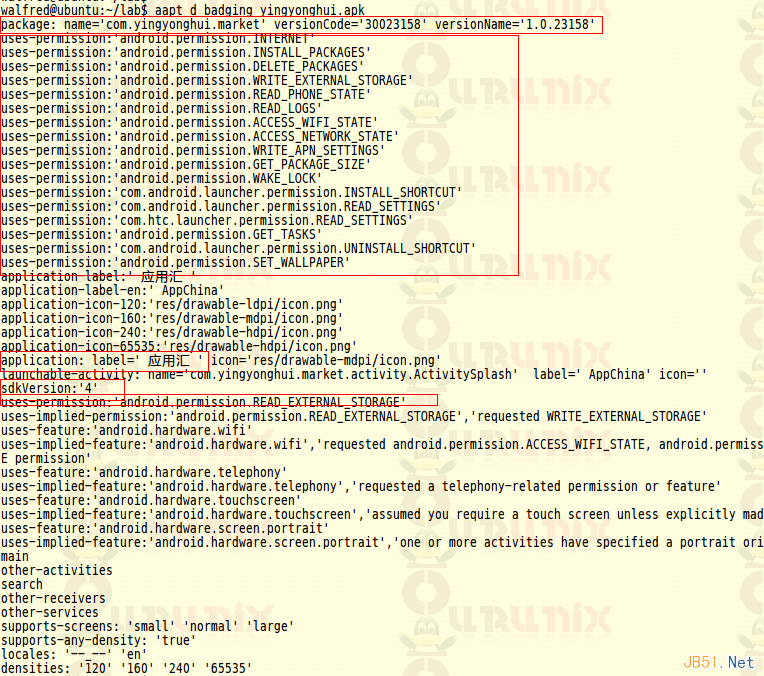 walfred@ubuntu:~/lab$ aapt d badging yingyonghui.apk
package: name='com.yingyonghui.market' versionCode='30023158' versionName='1.0.23158'
uses-permission:'android.permission.INTERNET'
uses-permission:'android.permission.INSTALL_PACKAGES'
uses-permission:'android.permission.DELETE_PACKAGES'
uses-permission:'android.permission.WRITE_EXTERNAL_STORAGE'
uses-permission:'android.permission.READ_PHONE_STATE'
uses-permission:'android.permission.READ_LOGS'
uses-permission:'android.permission.ACCESS_WIFI_STATE'
uses-permission:'android.permission.ACCESS_NETWORK_STATE'
uses-permission:'android.permission.WRITE_APN_SETTINGS'
uses-permission:'android.permission.GET_PACKAGE_SIZE'
uses-permission:'android.permission.WAKE_LOCK'
uses-permission:'com.android.launcher.permission.INSTALL_SHORTCUT'
uses-permission:'com.android.launcher.permission.READ_SETTINGS'
uses-permission:'com.htc.launcher.permission.READ_SETTINGS'
uses-permission:'android.permission.GET_TASKS'
uses-permission:'com.android.launcher.permission.UNINSTALL_SHORTCUT'
uses-permission:'android.permission.SET_WALLPAPER'
application-label:' 应用汇 '
application-label-en:' AppChina'
application-icon-120:'res/drawable-ldpi/icon.png'
application-icon-160:'res/drawable-mdpi/icon.png'
application-icon-240:'res/drawable-hdpi/icon.png'
application-icon-65535:'res/drawable-hdpi/icon.png'
application: label=' 应用汇 ' icon='res/drawable-mdpi/icon.png'
launchable-activity: name='com.yingyonghui.market.activity.ActivitySplash'  label=' AppChina' icon=''
sdkVersion:'4'
uses-permission:'android.permission.READ_EXTERNAL_STORAGE'
uses-implied-permission:'android.permission.READ_EXTERNAL_STORAGE','requested WRITE_EXTERNAL_STORAGE'
uses-feature:'android.hardware.wifi'
uses-implied-feature:'android.hardware.wifi','requested android.permission.ACCESS_WIFI_STATE, android.permiss
E permission'
uses-feature:'android.hardware.telephony'
uses-implied-feature:'android.hardware.telephony','requested a telephony-related permission or feature'
uses-feature:'android.hardware.touchscreen'
uses-implied-feature:'android.hardware.touchscreen','assumed you require a touch screen unless explicitly mad
uses-feature:'android.hardware.screen.portrait'
uses-implied-feature:'android.hardware.screen.portrait','one or more activities have specified a portrait ori
main
other-activities
search
other-receivers
other-services
supports-screens: 'small' 'normal' 'large'
supports-any-density: 'true'
locales: '--_--' 'en'
densities: '120' '160' '240' '65535'
JB51.Net